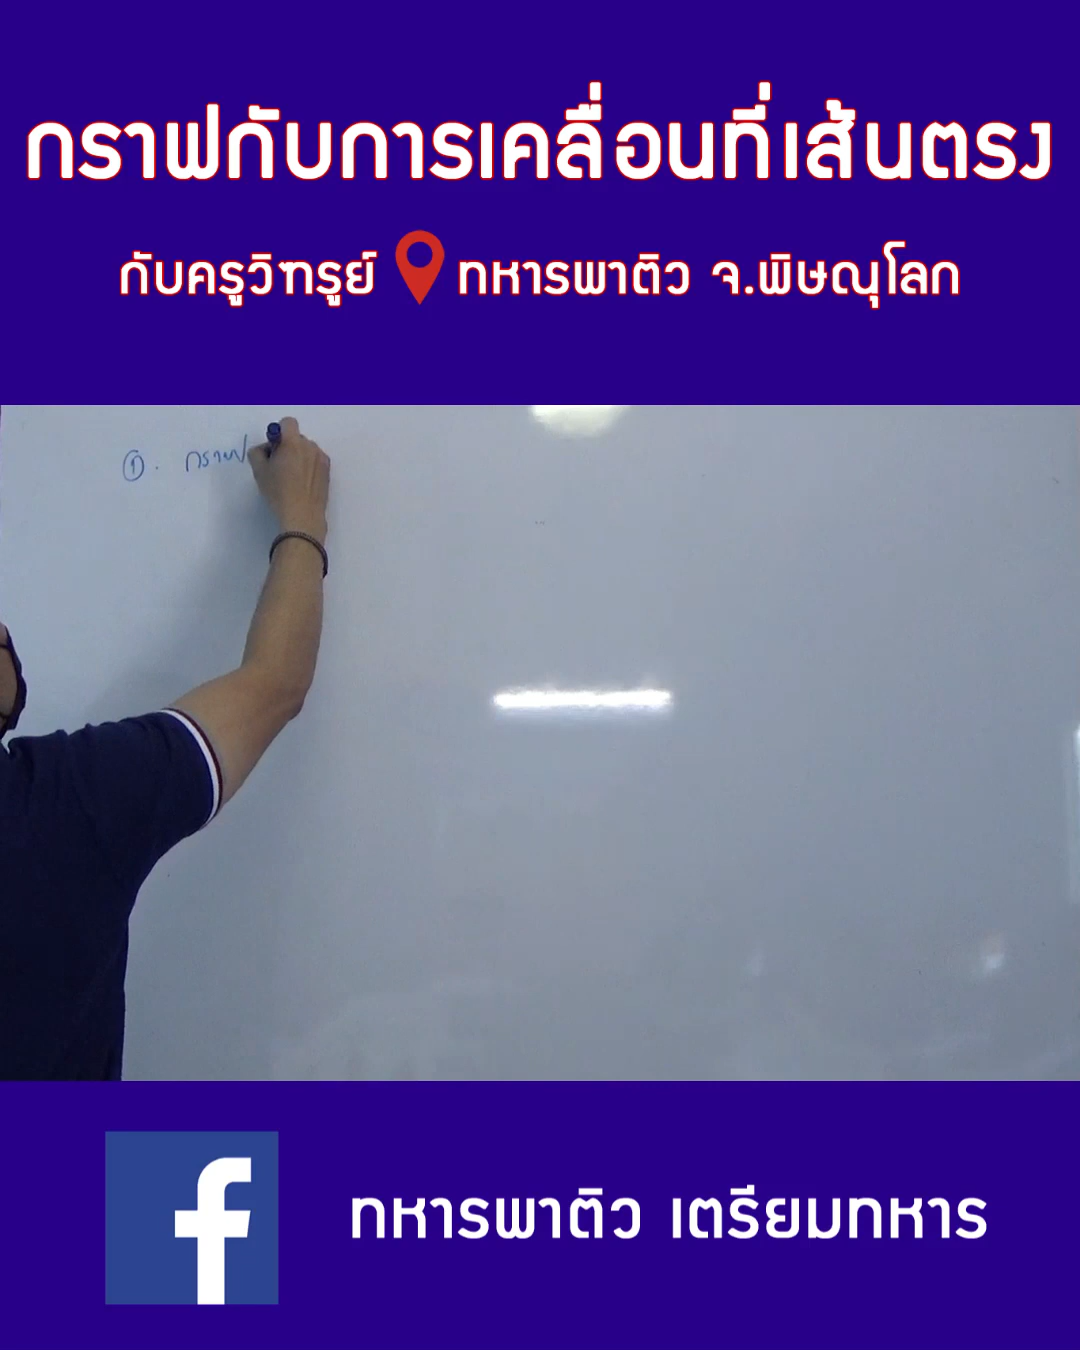 กราฟกับการเคลื่อนที่เส้นตรง
กับครูวิฑูรย์ ทหารพาติว จ.พิษณุโลก
①. กราฟ
f
ทหารพาติว เตรียมทหาร